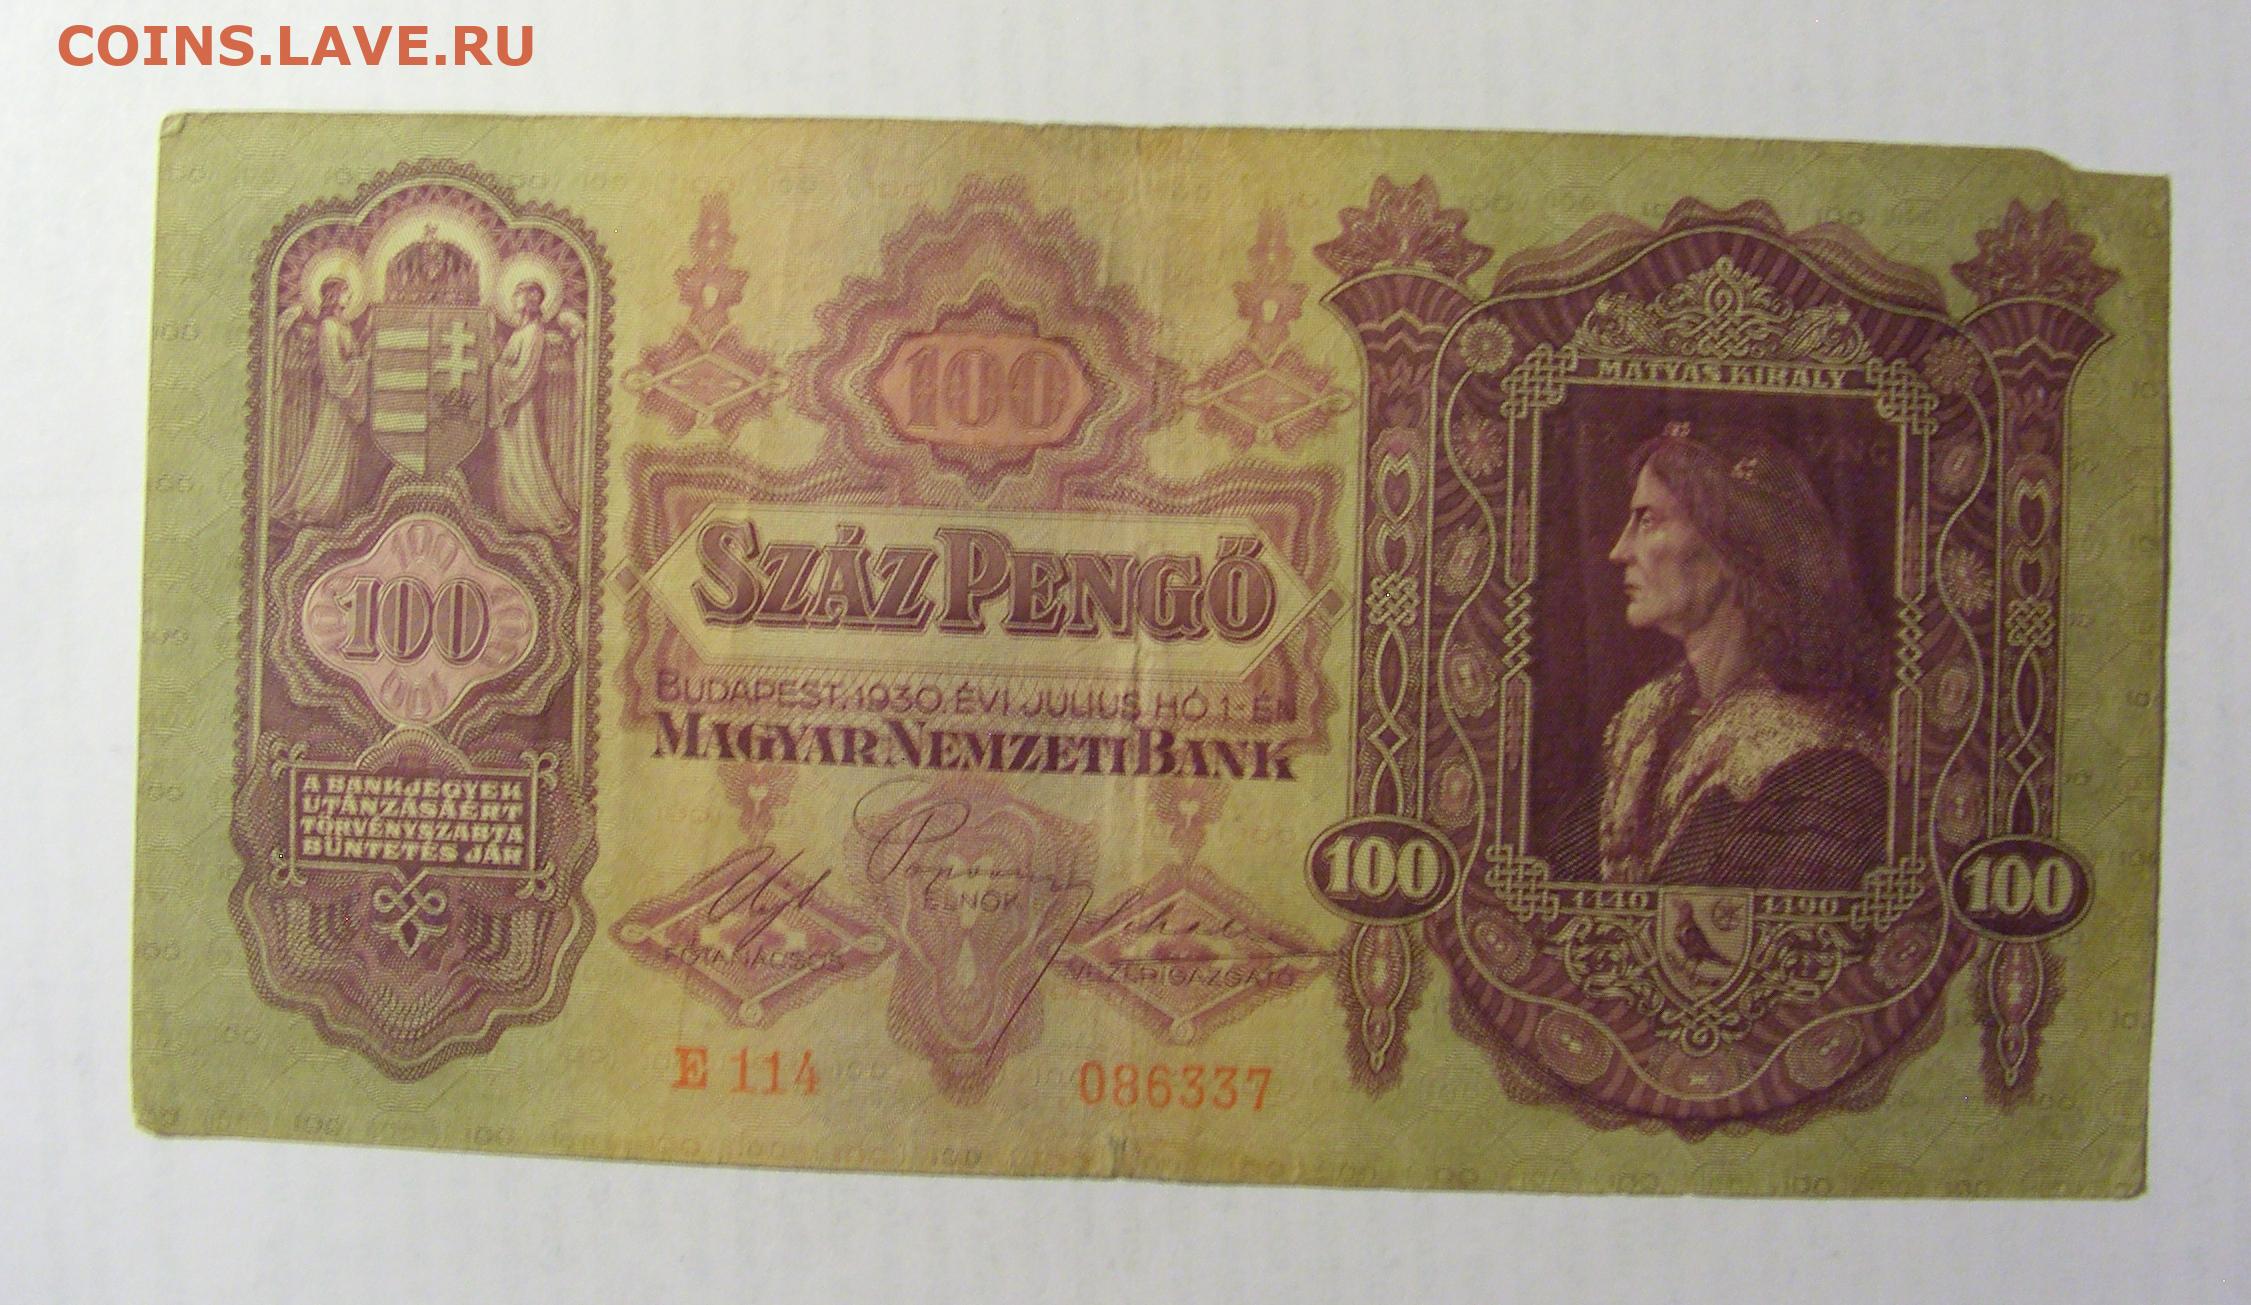 COINS.LAVE.RU
100
SZÁZ PENGŐ
BUDAPEST, 1930. ÉVI JULIUS HÓ 1-ÉN
MAGYAR NEMZETI BANK
100
100
A BANKJEGYEK
UTÁNZÁSÁÉRT
TÖRVÉNYSZABTA
BÜNTETÉS JÁR
ELNÖK
FŐTANÁCSOS
VEZÉRIGAZGATÓ
E 114
086337
MÁTYÁS KIRÁLY
100
100
1440
1490